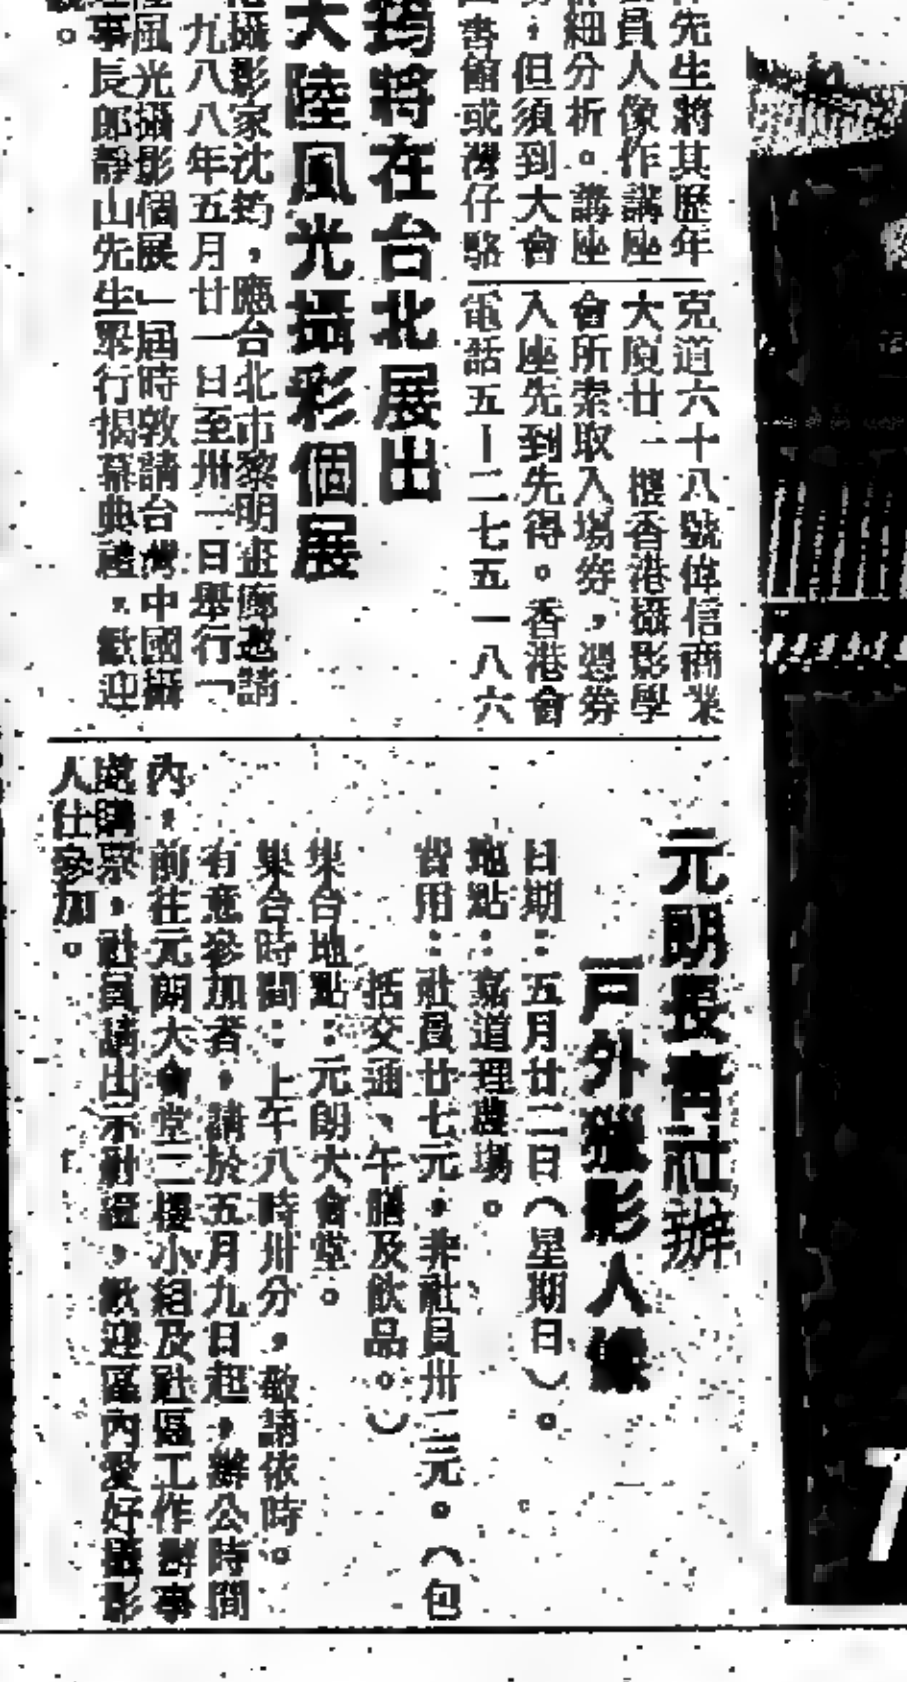 先生將其歷年
員人像作講座
細分析。講座
，但須到大會
書館或灣仔駱
克道六十八號偉信商業
大廈廿一樓香港攝影學
會所索取入場券，憑券
入座先到先得。香港會
電話五－二七五一八六
筠將在台北展出
大陸風光攝彩個展
攝影家沈筠，應台北市黎明畫廊邀請
九八八年五月廿一日至卅一日舉行「
風光攝影個展」屆時敦請台灣中國攝
事長郎靜山先生舉行揭幕典禮，歡迎
。
元朗長青社辦
戶外獵影人像
日期：五月廿二日（星期日）。
地點：嘉道理農場。
費用：社員廿七元，非社員卅二元。（包
括交通、午膳及飲品。）
集合地點：元朗大會堂。
集合時間：上午八時卅分，敬請依時。
有意參加者，請於五月九日起，辦公時間
內，前往元朗大會堂三樓小組及社區工作辦事
處購票，社員請出示社證，歡迎區內愛好攝影
人仕參加。